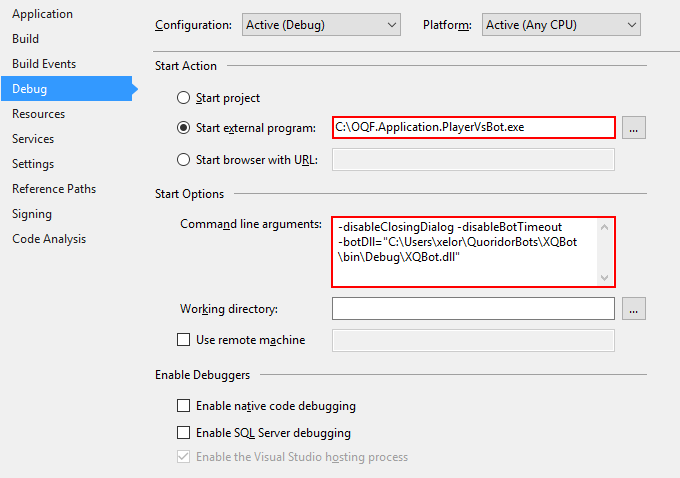 Application
Build
Build Events
Debug
Resources
Services
Settings
Reference Paths
Signing
Code Analysis
Configuration: Active (Debug) Platform: Active (Any CPU)
Start Action
Start project
Start external program: C:\OQF.Application.PlayerVsBot.exe ...
Start browser with URL:
Start Options
Command line arguments: -disableClosingDialog -disableBotTimeout
-botDll="C:\Users\xelor\QuoridorBots\XQBot
\bin\Debug\XQBot.dll"
Working directory: ...
Use remote machine
Enable Debuggers
Enable native code debugging
Enable SQL Server debugging
Enable the Visual Studio hosting process